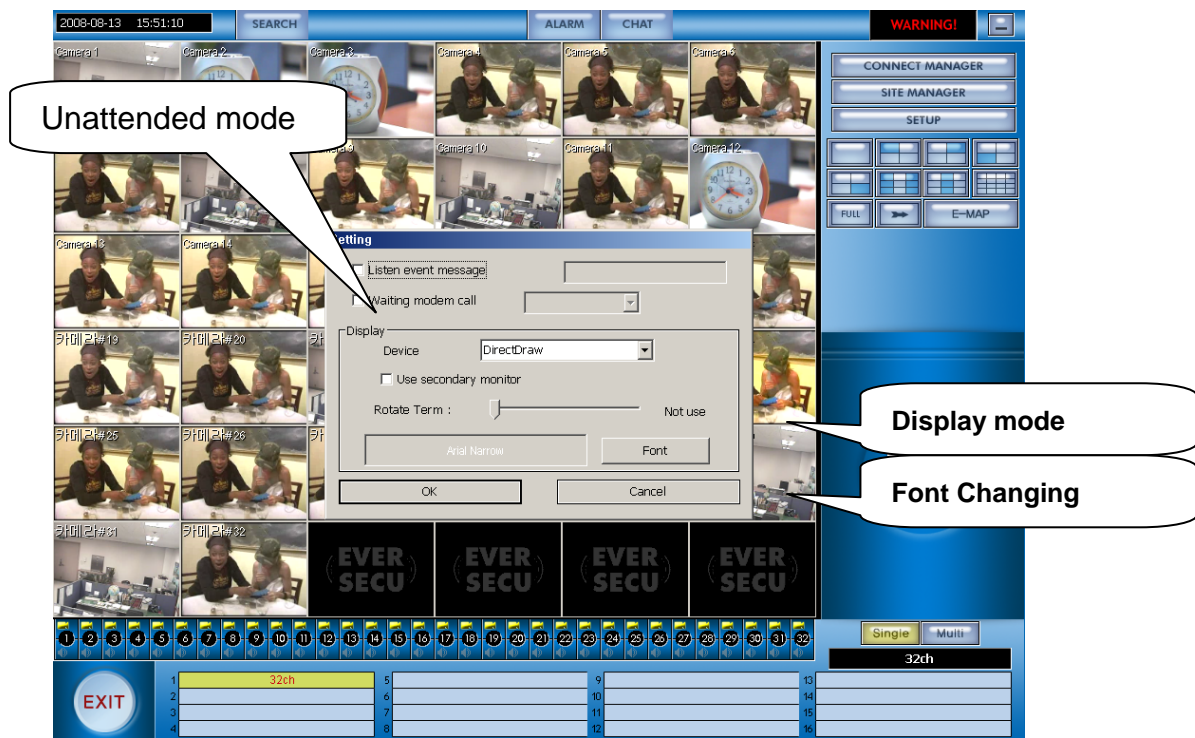 2008-08-13 15:51:10
SEARCH
ALARM
CHAT
WARNING!
Camera 1
Camera 2
Camera 3
Camera 4
Camera 5
Camera 6
CONNECT MANAGER
SITE MANAGER
SETUP
Unattended mode
Camera 10
Camera 11
Camera 12
FULL
E-MAP
Camera 13
Camera 14
etting
Listen event message
Waiting modem call
Display
Device
DirectDraw
Use secondary monitor
Rotate Term :
Not use
Arial Narrow
Font
OK
Cancel
카메라#19
카메라#20
카메라#25
카메라#26
Display mode
Font Changing
카메라#31
카메라#32
EVER SECU
EVER SECU
EVER SECU
EVER SECU
1 2 3 4 5 6 7 8 9 10 11 12 13 14 15 16 17 18 19 20 21 22 23 24 25 26 27 28 29 30 31 32
Single
Multi
32ch
EXIT
1 32ch 5 9 13
2 6 10 14
3 7 11 15
4 8 12 16